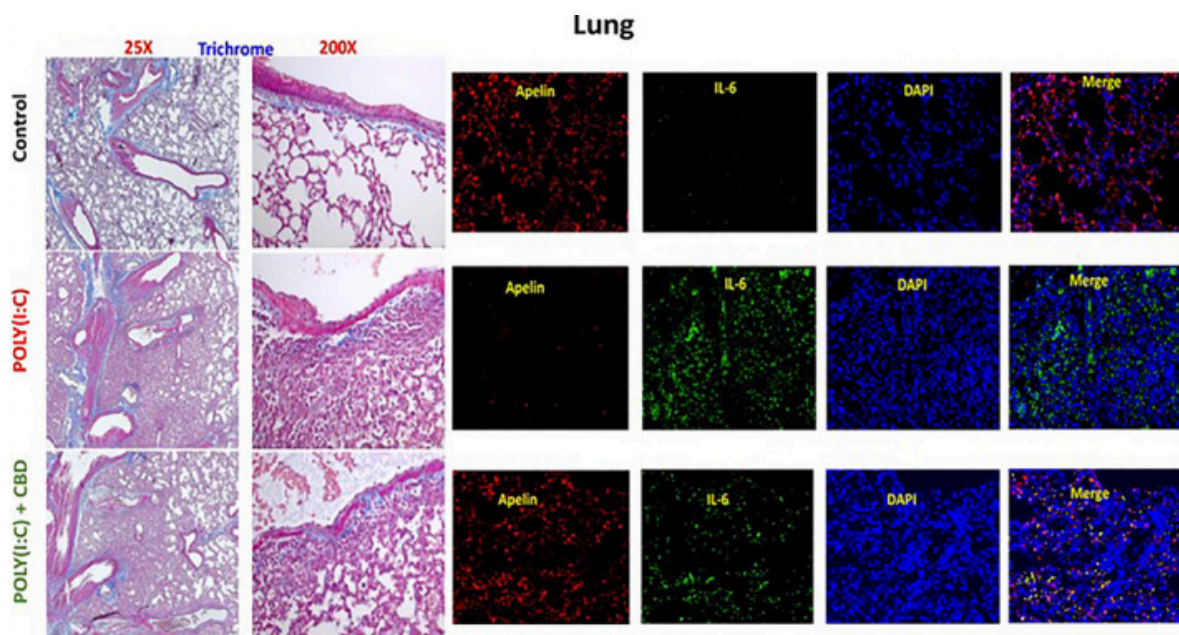 Lung
25X Trichrome 200X
Control
Apelin IL-6 DAPI Merge
POLY(I:C)
Apelin IL-6 DAPI Merge
POLY(I:C) + CBD
Apelin IL-6 DAPI Merge